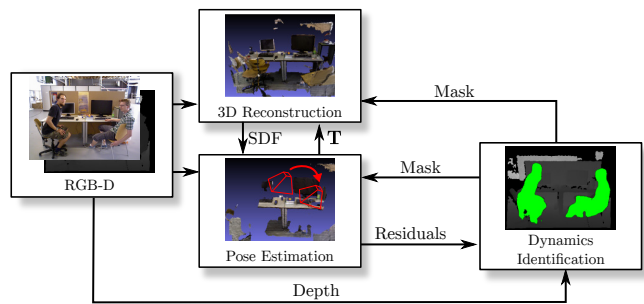 3D Reconstruction
Mask
SDF
T
RGB-D
Mask
Pose Estimation
Residuals
Dynamics
Identification
Depth